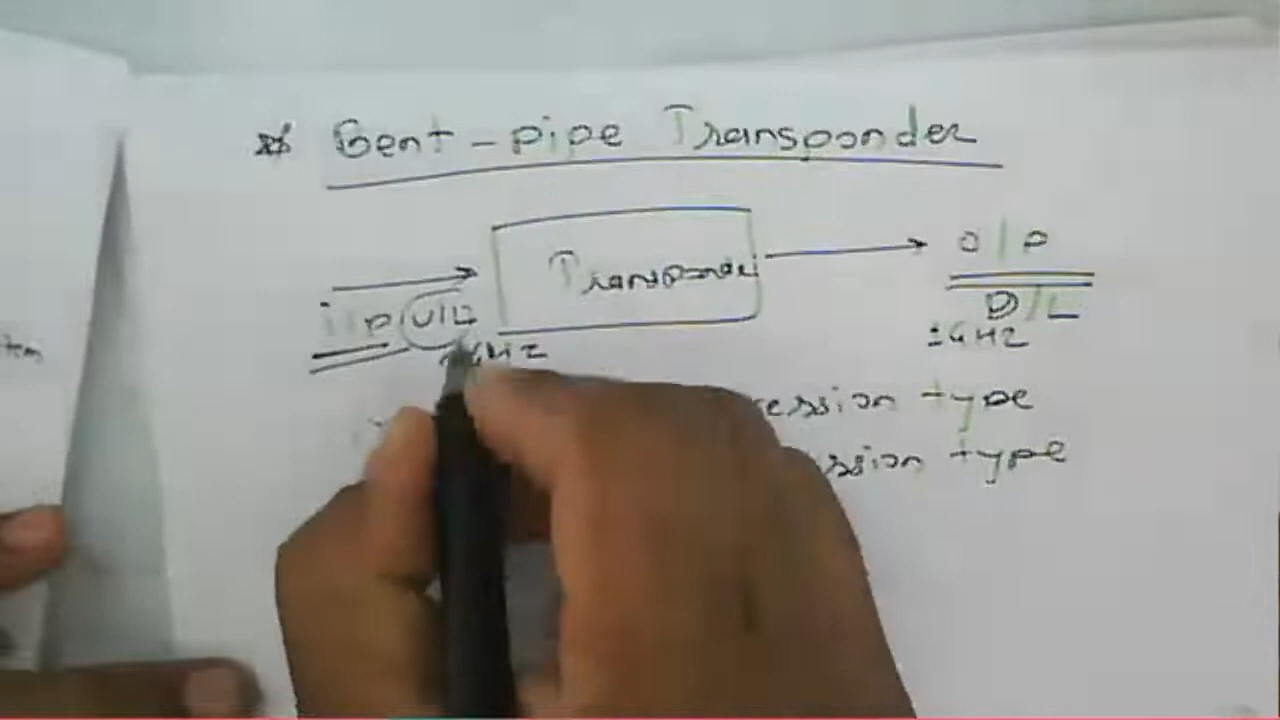 * Bent-pipe Transponder
Transponder
O/P
i/p U/L
D/L
GHz
GHz
ession type
ssion type